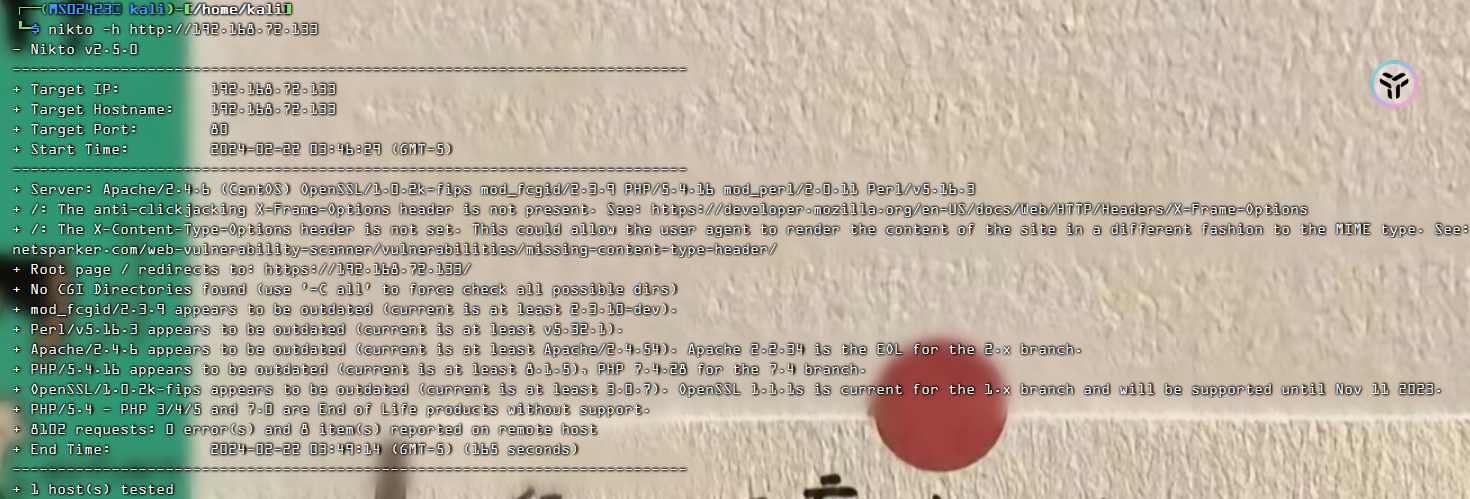 (MS02423㉿ kali)-[/home/kali]
$ nikto -h http://192.168.72.133
- Nikto v2.5.0
---------------------------------------------------------------------------
+ Target IP: 192.168.72.133
+ Target Hostname: 192.168.72.133
+ Target Port: 80
+ Start Time: 2024-02-22 03:46:29 (GMT-5)
---------------------------------------------------------------------------
+ Server: Apache/2.4.6 (CentOS) OpenSSL/1.0.2k-fips mod_fcgid/2.3.9 PHP/5.4.16 mod_perl/2.0.11 Perl/v5.16.3
+ /: The anti-clickjacking X-Frame-Options header is not present. See: https://developer.mozilla.org/en-US/docs/Web/HTTP/Headers/X-Frame-Options
+ /: The X-Content-Type-Options header is not set. This could allow the user agent to render the content of the site in a different fashion to the MIME type. See:
netsparker.com/web-vulnerability-scanner/vulnerabilities/missing-content-type-header/
+ Root page / redirects to: https://192.168.72.133/
+ No CGI Directories found (use '-C all' to force check all possible dirs)
+ mod_fcgid/2.3.9 appears to be outdated (current is at least 2.3.10-dev).
+ Perl/v5.16.3 appears to be outdated (current is at least v5.32.1).
+ Apache/2.4.6 appears to be outdated (current is at least Apache/2.4.54). Apache 2.2.34 is the EOL for the 2.x branch.
+ PHP/5.4.16 appears to be outdated (current is at least 8.1.5), PHP 7.4.28 for the 7.4 branch.
+ OpenSSL/1.0.2k-fips appears to be outdated (current is at least 3.0.7). OpenSSL 1.1.1s is current for the 1.x branch and will be supported until Nov 11 2023.
+ PHP/5.4 - PHP 3/4/5 and 7.0 are End of Life products without support.
+ 8102 requests: 0 error(s) and 8 item(s) reported on remote host
+ End Time: 2024-02-22 03:49:14 (GMT-5) (165 seconds)
---------------------------------------------------------------------------
+ 1 host(s) tested